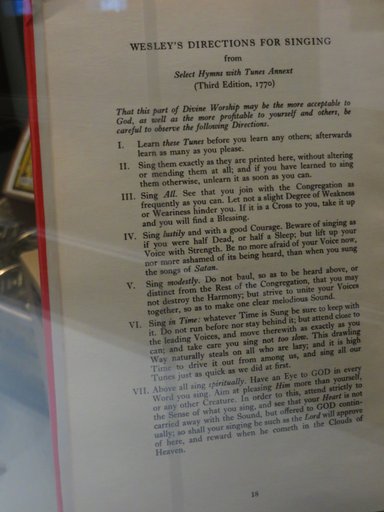 WESLEY'S DIRECTIONS FOR SINGING
from
Select Hymns with Tunes Annext
(Third Edition, 1770)
That this part of Divine Worship may be the more acceptable to
God, as well as the more profitable to yourself and others, be
careful to observe the following Directions.
I. Learn these Tunes before you learn any others; afterwards
learn as many as you please.
II. Sing them exactly as they are printed here, without altering
or mending them at all; and if you have learned to sing
them otherwise, unlearn it as soon as you can.
III. Sing All. See that you join with the Congregation as
frequently as you can. Let not a slight Degree of Weakness
or Weariness hinder you. If it is a Cross to you, take it up
and you will find a Blessing.
IV. Sing lustily and with a good Courage. Beware of singing as
if you were half Dead, or half a Sleep; but lift up your
Voice with Strength. Be no more afraid of your Voice now,
nor more ashamed of its being heard, than when you sung
the songs of Satan.
V. Sing modestly. Do not baul, so as to be heard above, or
distinct from the Rest of the Congregation, that you may
not destroy the Harmony; but strive to unite your Voices
together, so as to make one clear melodious Sound.
VI. Sing in Time: whatever Time is Sung be sure to keep with
it. Do not run before nor stay behind it; but attend close to
the leading Voices, and move therewith as exactly as you
can; and take care you sing not too slow. This drawling
Way naturally steals on all who are lazy; and it is high
Time to drive it out from among us, and sing all our
Tunes just as quick as we did at first.
VII. Above all sing spiritually. Have an Eye to GOD in every
Word you sing. Aim at pleasing Him more than yourself,
or any other Creature. In order to this, attend strictly to
the Sense of what you sing, and see that your Heart is not
carried away with the Sound, but offered to GOD contin-
ually; so shall your singing be such as the Lord will approve
of here, and reward when he cometh in the Clouds of
Heaven.
18